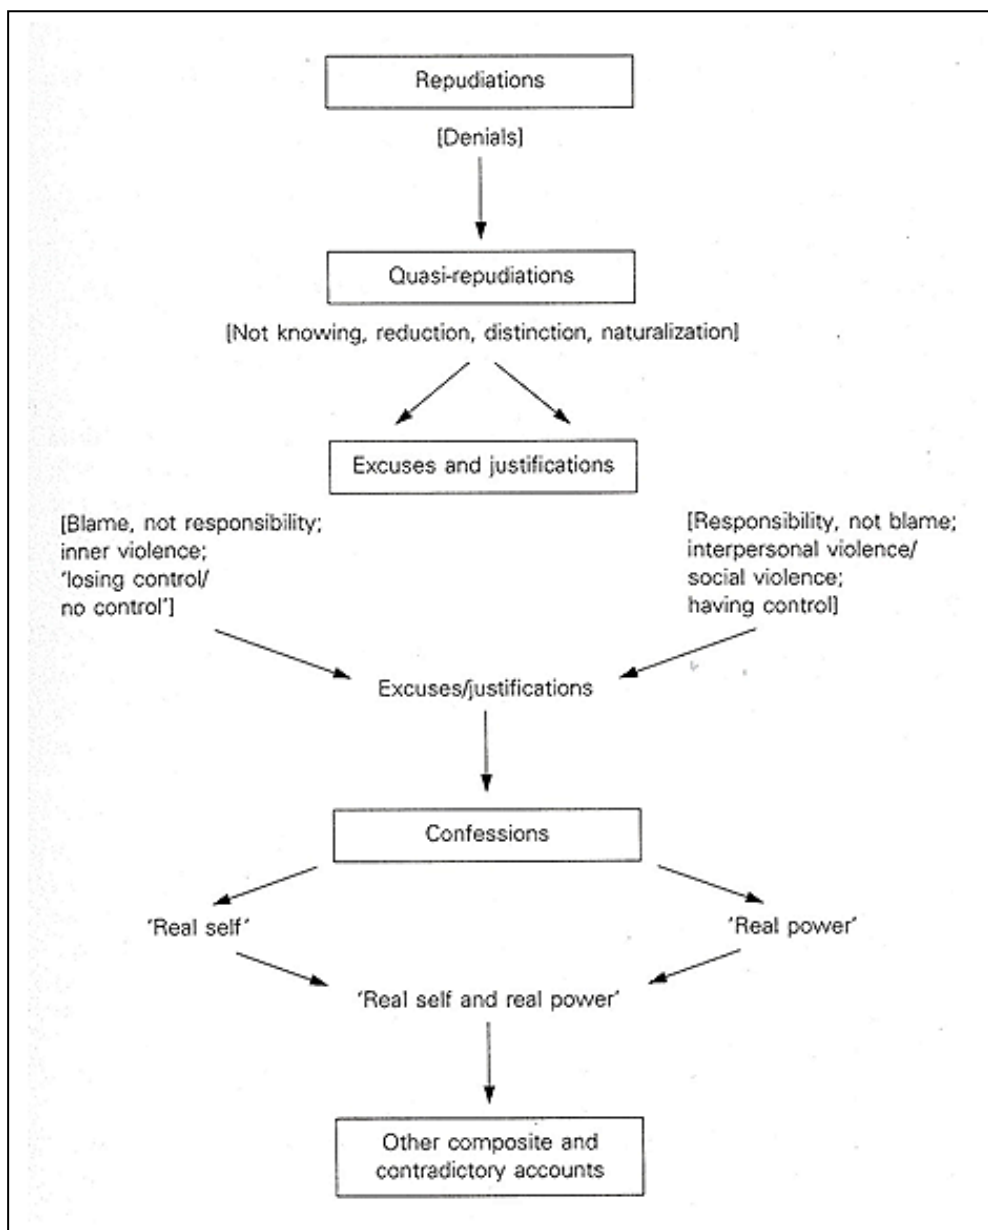 Repudiations
[Denials]
Quasi-repudiations
[Not knowing, reduction, distinction, naturalization]
Excuses and justifications
[Blame, not responsibility;
inner violence;
'losing control/
no control']
[Responsibility, not blame;
interpersonal violence/
social violence;
having control]
Excuses/justifications
Confessions
'Real self'
'Real power'
'Real self and real power'
Other composite and
contradictory accounts